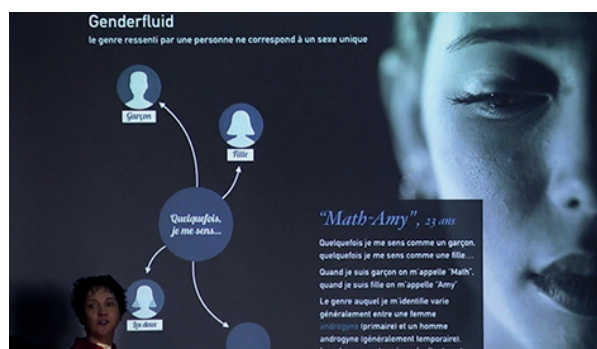 Genderfluid
le genre ressenti par une personne ne correspond à un sexe unique
Garçon
Fille
Quelquefois,
je me sens...
Les deux
"Math-Amy", 23 ans
Quelquefois je me sens comme un garçon,
quelquefois je me sens comme une fille...
Quand je suis garçon on m'appelle "Math",
quand je suis fille on m'appelle "Amy"
Le genre auquel je m'identifie varie
généralement entre une femme
androgyne (primaire) et un homme
androgyne (généralement temporaire).